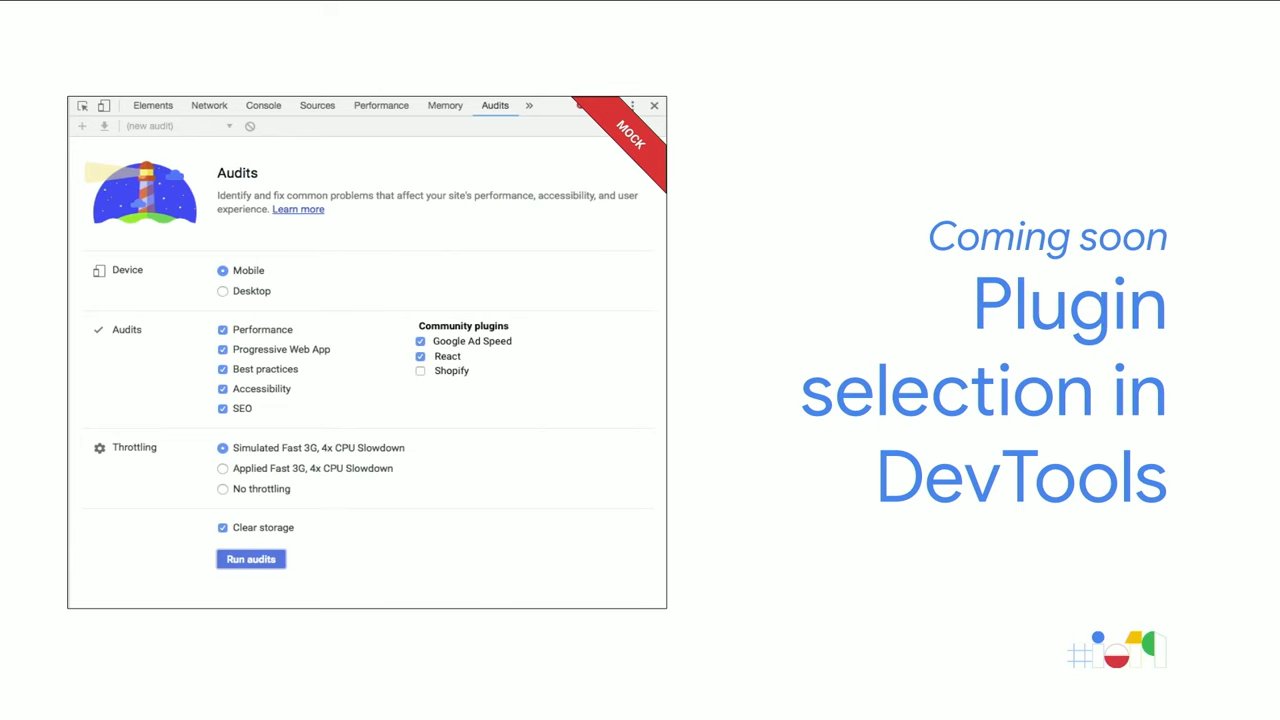 Elements Network Console Sources Performance Memory Audits »
(new audit)
MOCK
Audits
Identify and fix common problems that affect your site's performance, accessibility, and user
experience. Learn more
Device
Mobile
Desktop
Audits
Performance
Progressive Web App
Best practices
Accessibility
SEO
Community plugins
Google Ad Speed
React
Shopify
Throttling
Simulated Fast 3G, 4x CPU Slowdown
Applied Fast 3G, 4x CPU Slowdown
No throttling
Clear storage
Run audits
Coming soon
Plugin
selection in
DevTools
#io19